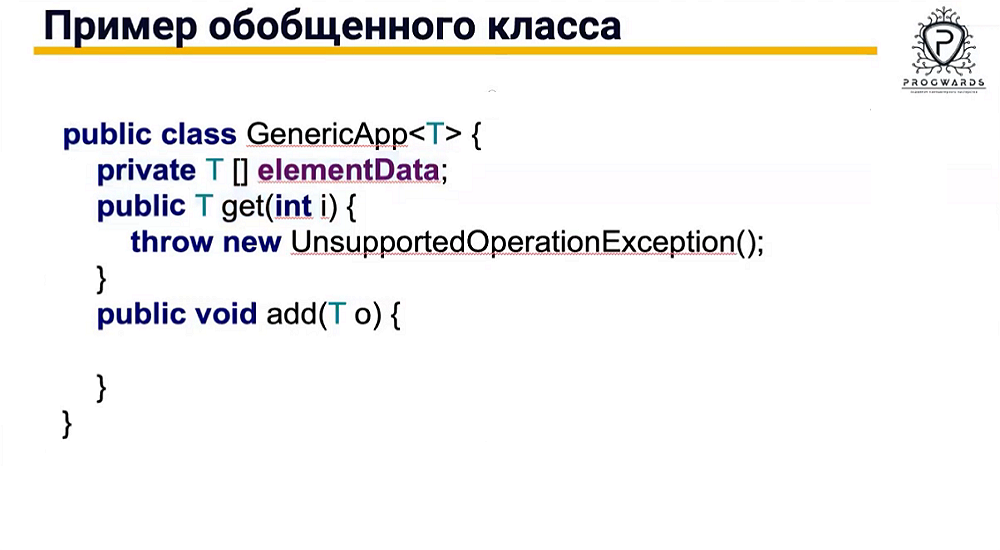 Пример обобщенного класса
P
PROGWARDS
public class GenericApp<T> {
private T [] elementData;
public T get(int i) {
throw new UnsupportedOperationException();
}
public void add(T o) {
}
}